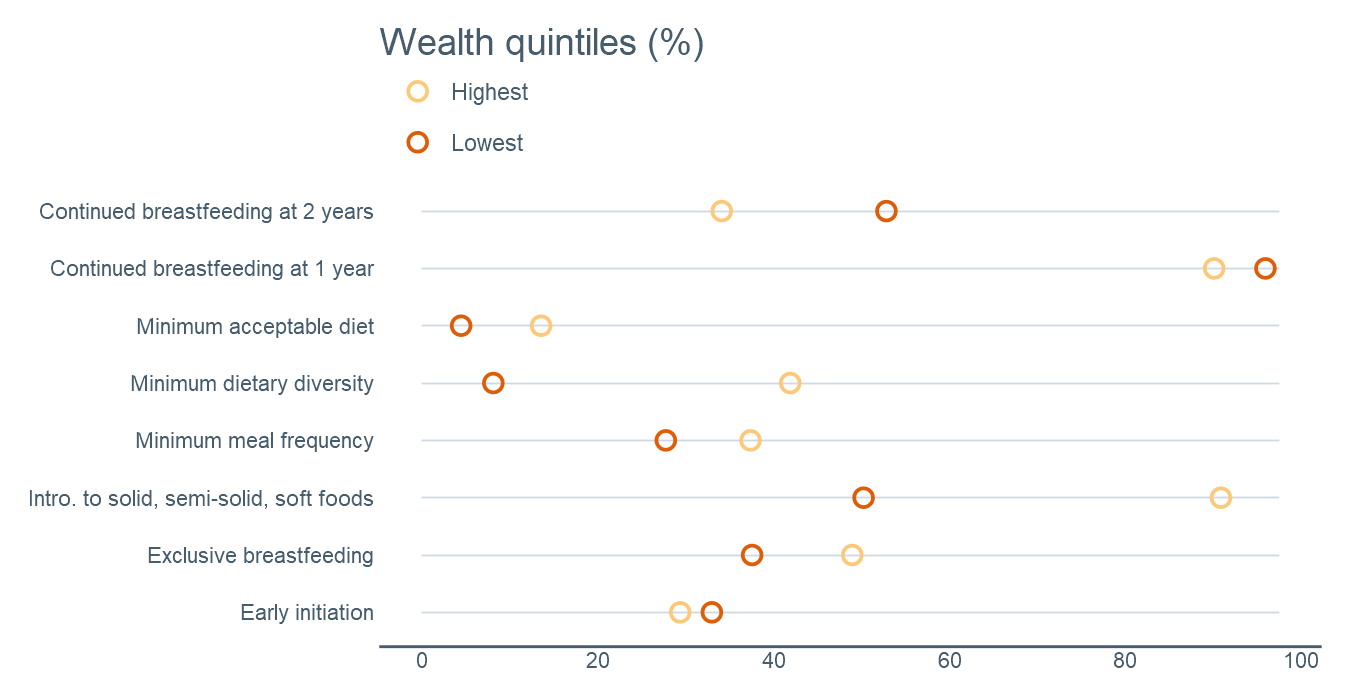 Wealth quintiles (%)
Highest
Lowest
Continued breastfeeding at 2 years
Continued breastfeeding at 1 year
Minimum acceptable diet
Minimum dietary diversity
Minimum meal frequency
Intro. to solid, semi-solid, soft foods
Exclusive breastfeeding
Early initiation
0 20 40 60 80 100